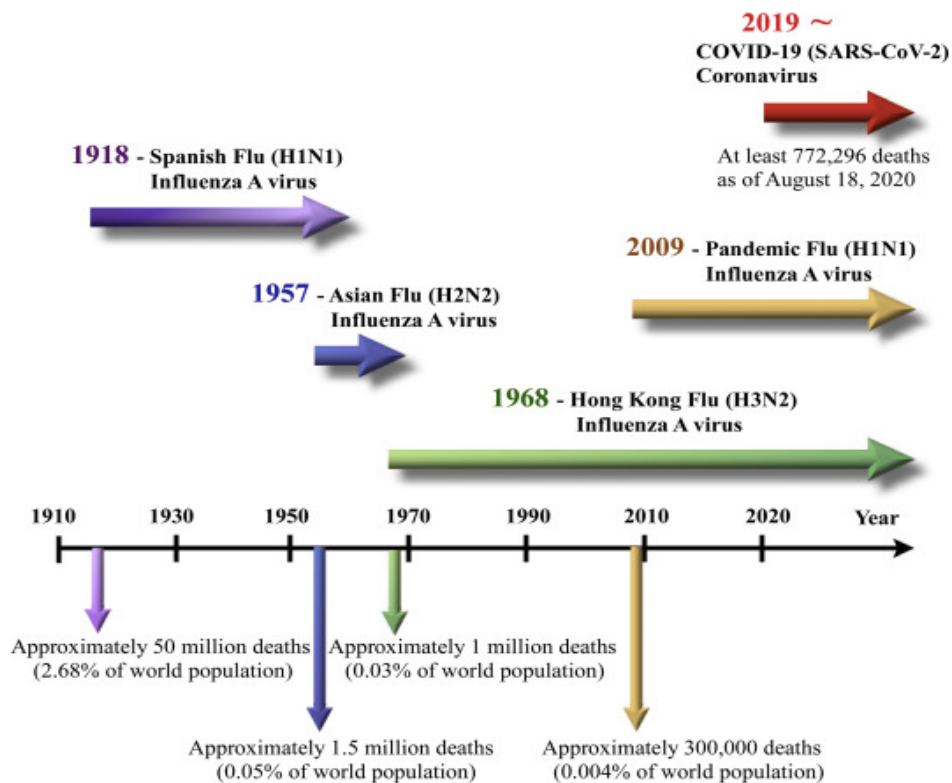 2019 ~
COVID-19 (SARS-CoV-2)
Coronavirus
At least 772,296 deaths
as of August 18, 2020
1918 - Spanish Flu (H1N1)
Influenza A virus
2009 - Pandemic Flu (H1N1)
Influenza A virus
1957 - Asian Flu (H2N2)
Influenza A virus
1968 - Hong Kong Flu (H3N2)
Influenza A virus
1910 1930 1950 1970 1990 2010 2020 Year
Approximately 50 million deaths
(2.68% of world population)
Approximately 1 million deaths
(0.03% of world population)
Approximately 1.5 million deaths
(0.05% of world population)
Approximately 300,000 deaths
(0.004% of world population)